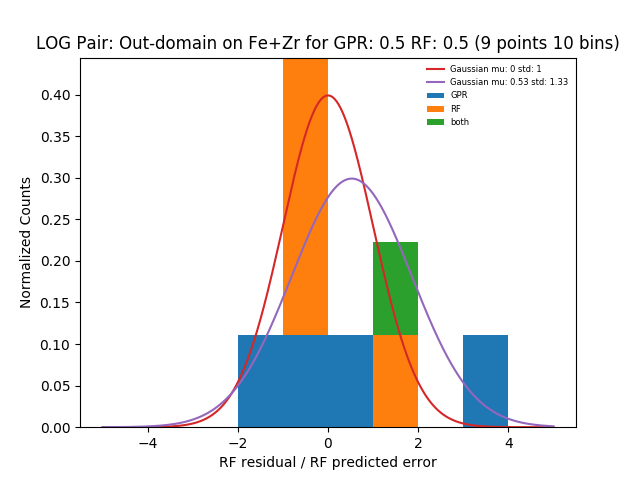 LOG Pair: Out-domain on Fe+Zr for GPR: 0.5 RF: 0.5 (9 points 10 bins)
Gaussian mu: 0 std: 1
Gaussian mu: 0.53 std: 1.33
GPR
RF
both
Normalized Counts
0.40
0.35
0.30
0.25
0.20
0.15
0.10
0.05
0.00
−4 −2 0 2 4
RF residual / RF predicted error